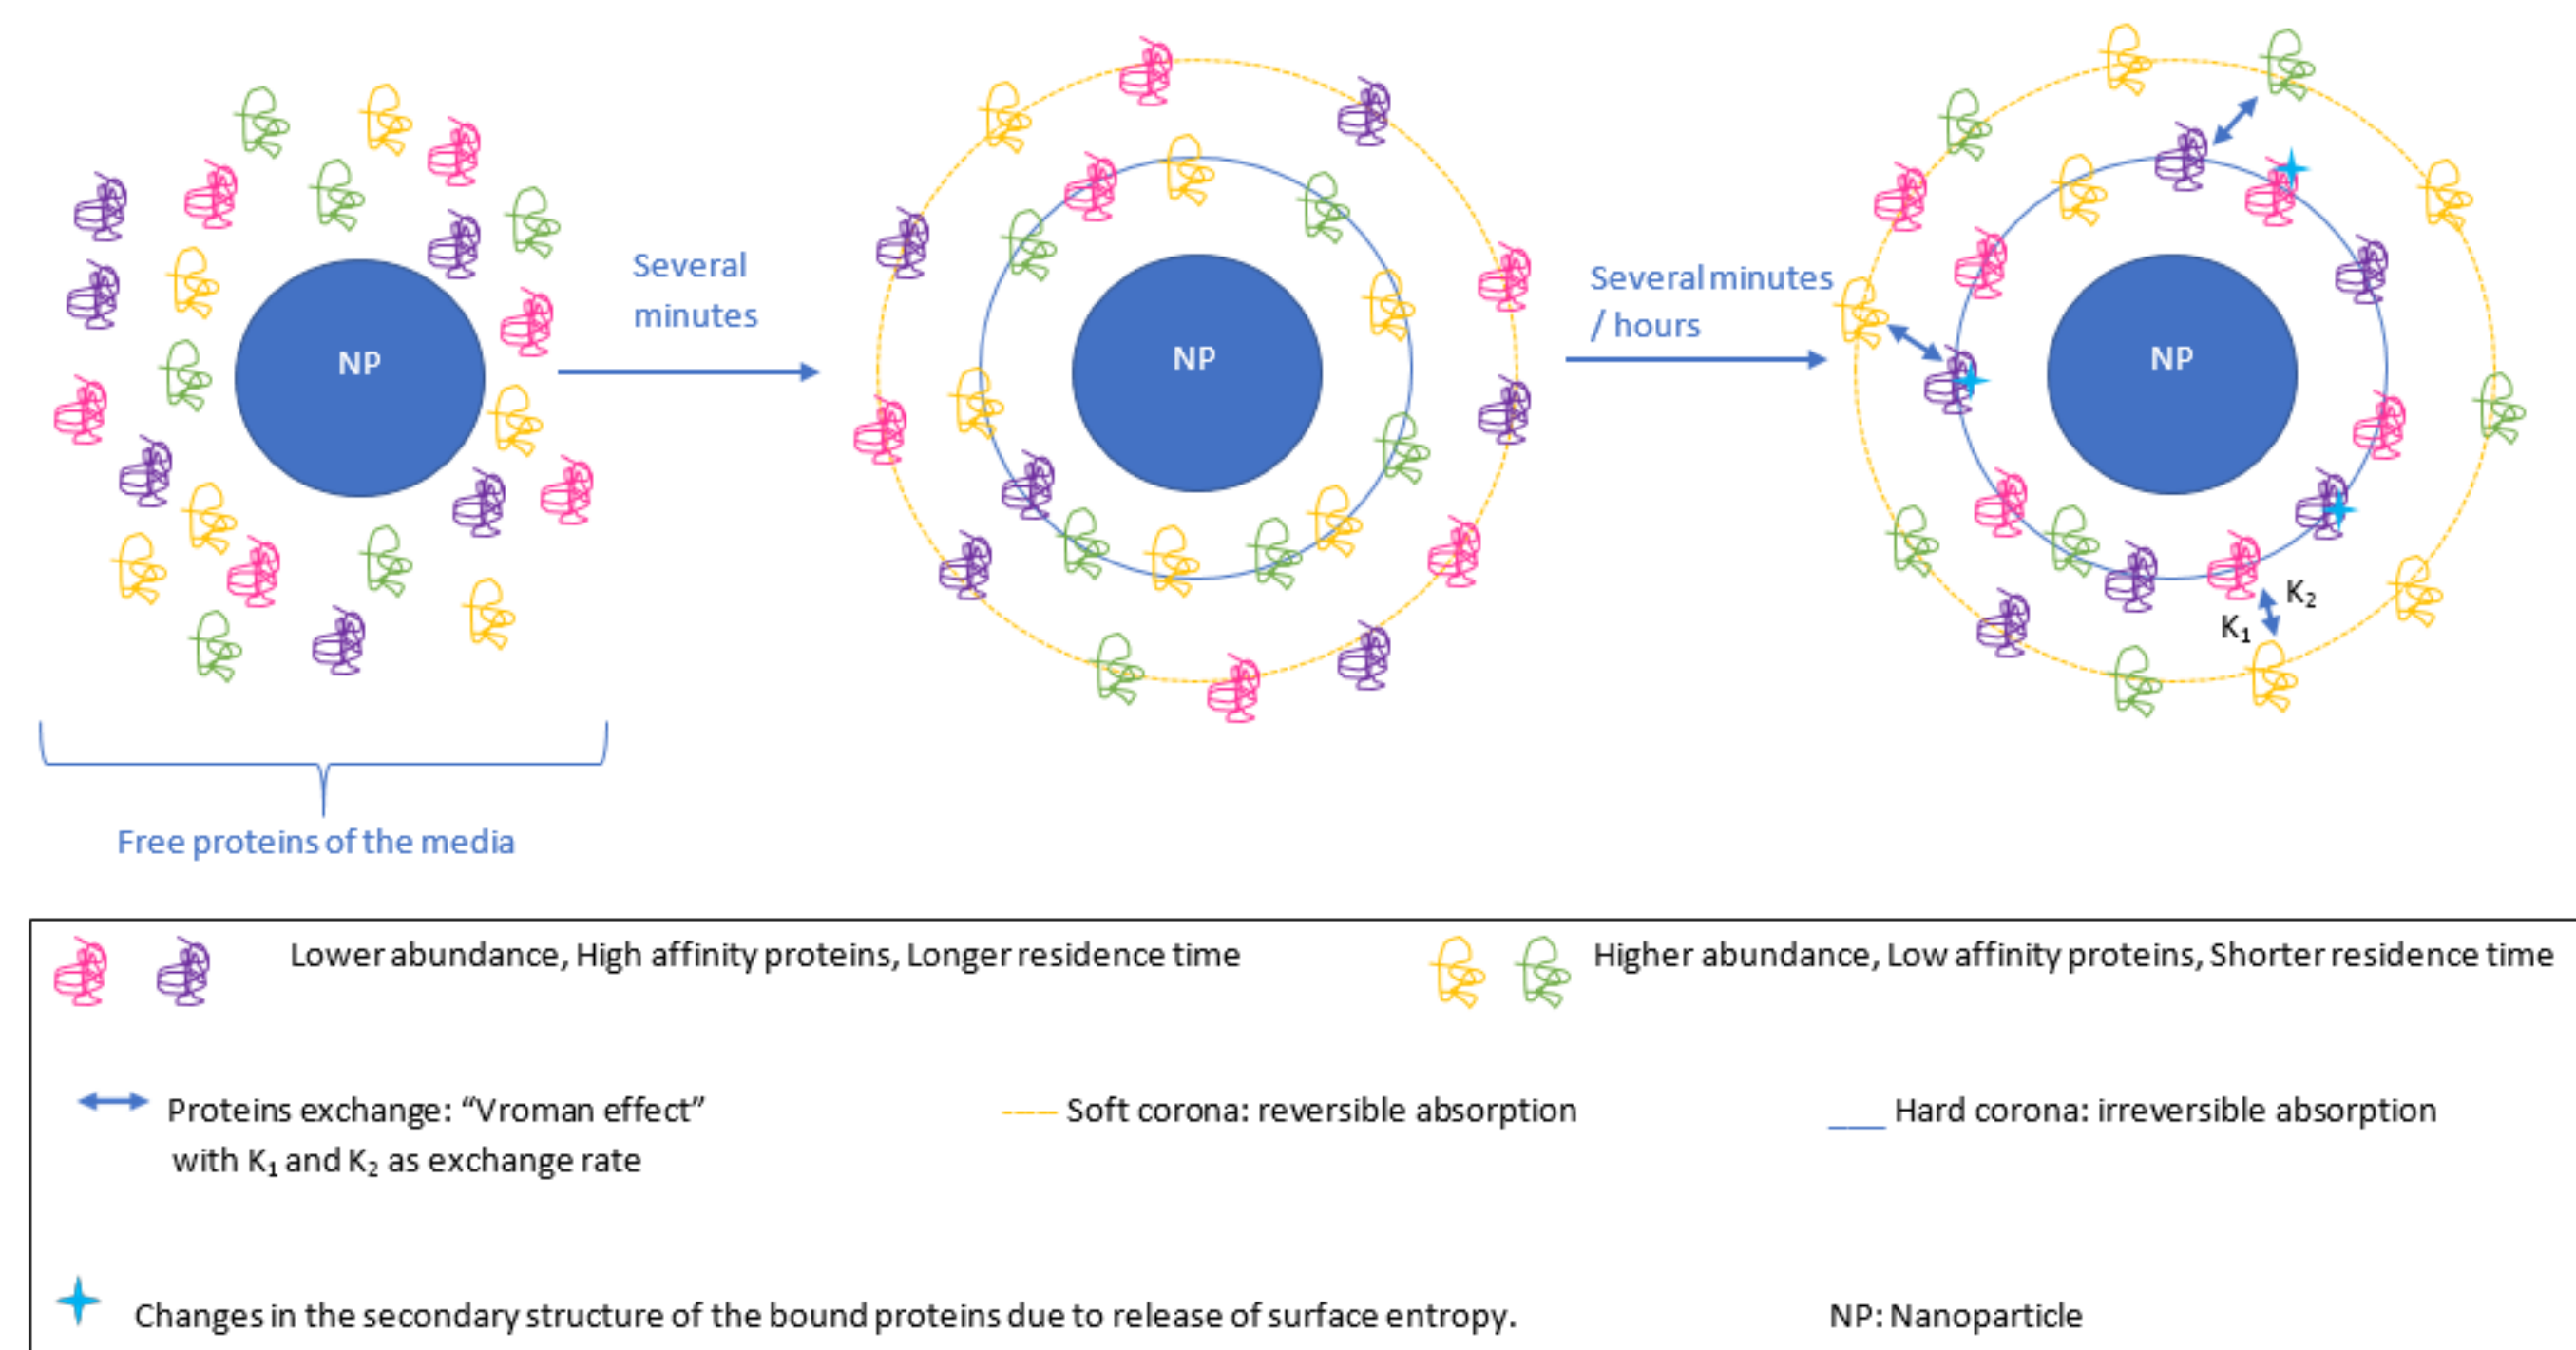 NP
Several
minutes
NP
Several minutes
/ hours
NP
K₂
K₁
Free proteins of the media
Lower abundance, High affinity proteins, Longer residence time
Higher abundance, Low affinity proteins, Shorter residence time
Proteins exchange: “Vroman effect”
with K₁ and K₂ as exchange rate
Soft corona: reversible absorption
Hard corona: irreversible absorption
Changes in the secondary structure of the bound proteins due to release of surface entropy.
NP: Nanoparticle